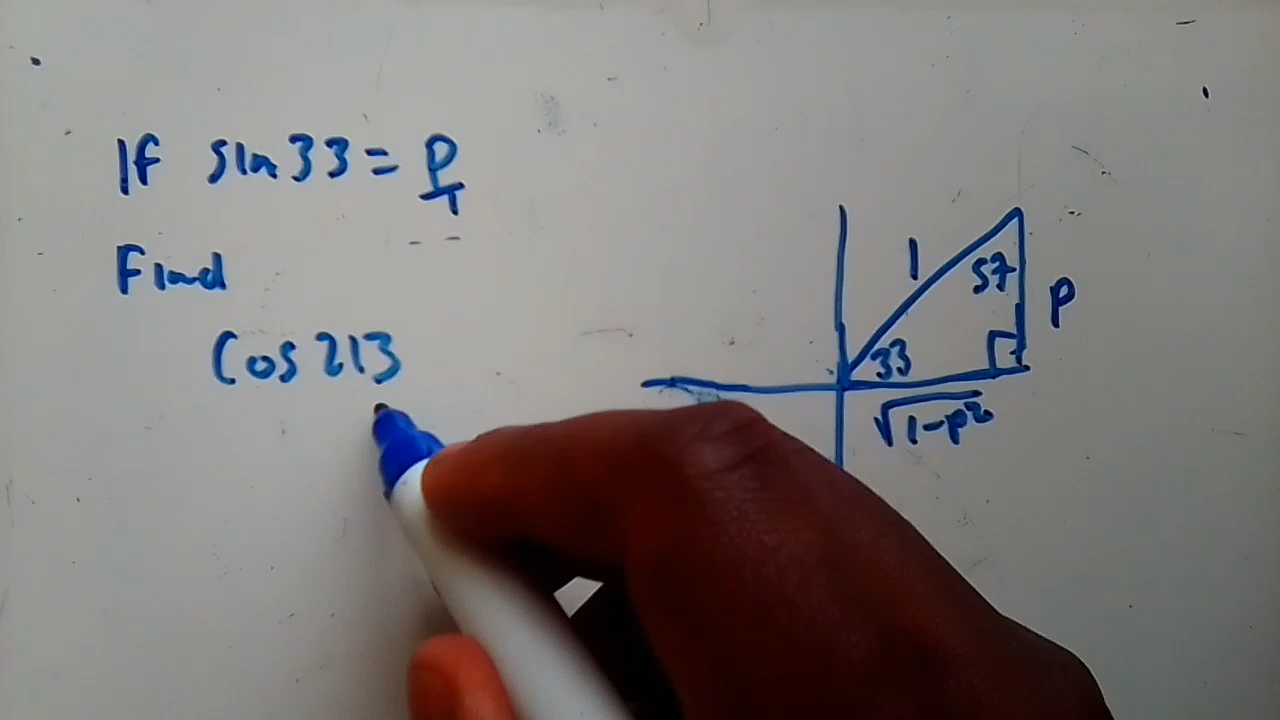 If sin33 = P/1
Find
Cos 213
1
57
P
33
√1-p²